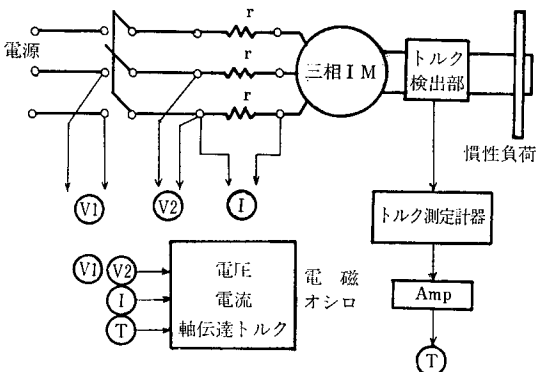 電源
r
r
r
三相IM
トルク
検出部
慣性負荷
V1
V2
I
トルク測定計器
Amp
T
V1 V2
I
T
電圧
電流
軸伝達トルク
電磁
オシロ